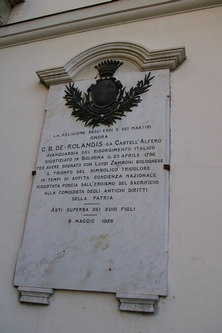 LA RELIGIONE DEGLI EROI E DEI MARTIRI
ONORA
G. B. DE ROLANDIS DA CASTELL'ALFERO
AVANGUARDIA DEL RISORGIMENTO ITALICO
GIUSTIZIATO IN BOLOGNA IL 23 APRILE 1796
PER AVERE SOGNATO CON LUIGI ZAMBONI BOLOGNESE
IL TRIONFO DEL SIMBOLICO TRICOLORE
IN TEMPI DI SOPITA COSCIENZA NAZIONALE
RIDESTATA POSCIA DALL'EROISMO DEL SACRIFICIO
ALLA CONQUISTA DEGLI ANTICHI DIRITTI
DELLA PATRIA
ASTI SUPERBA DEI SUOI FIGLI
9 MAGGIO 1926